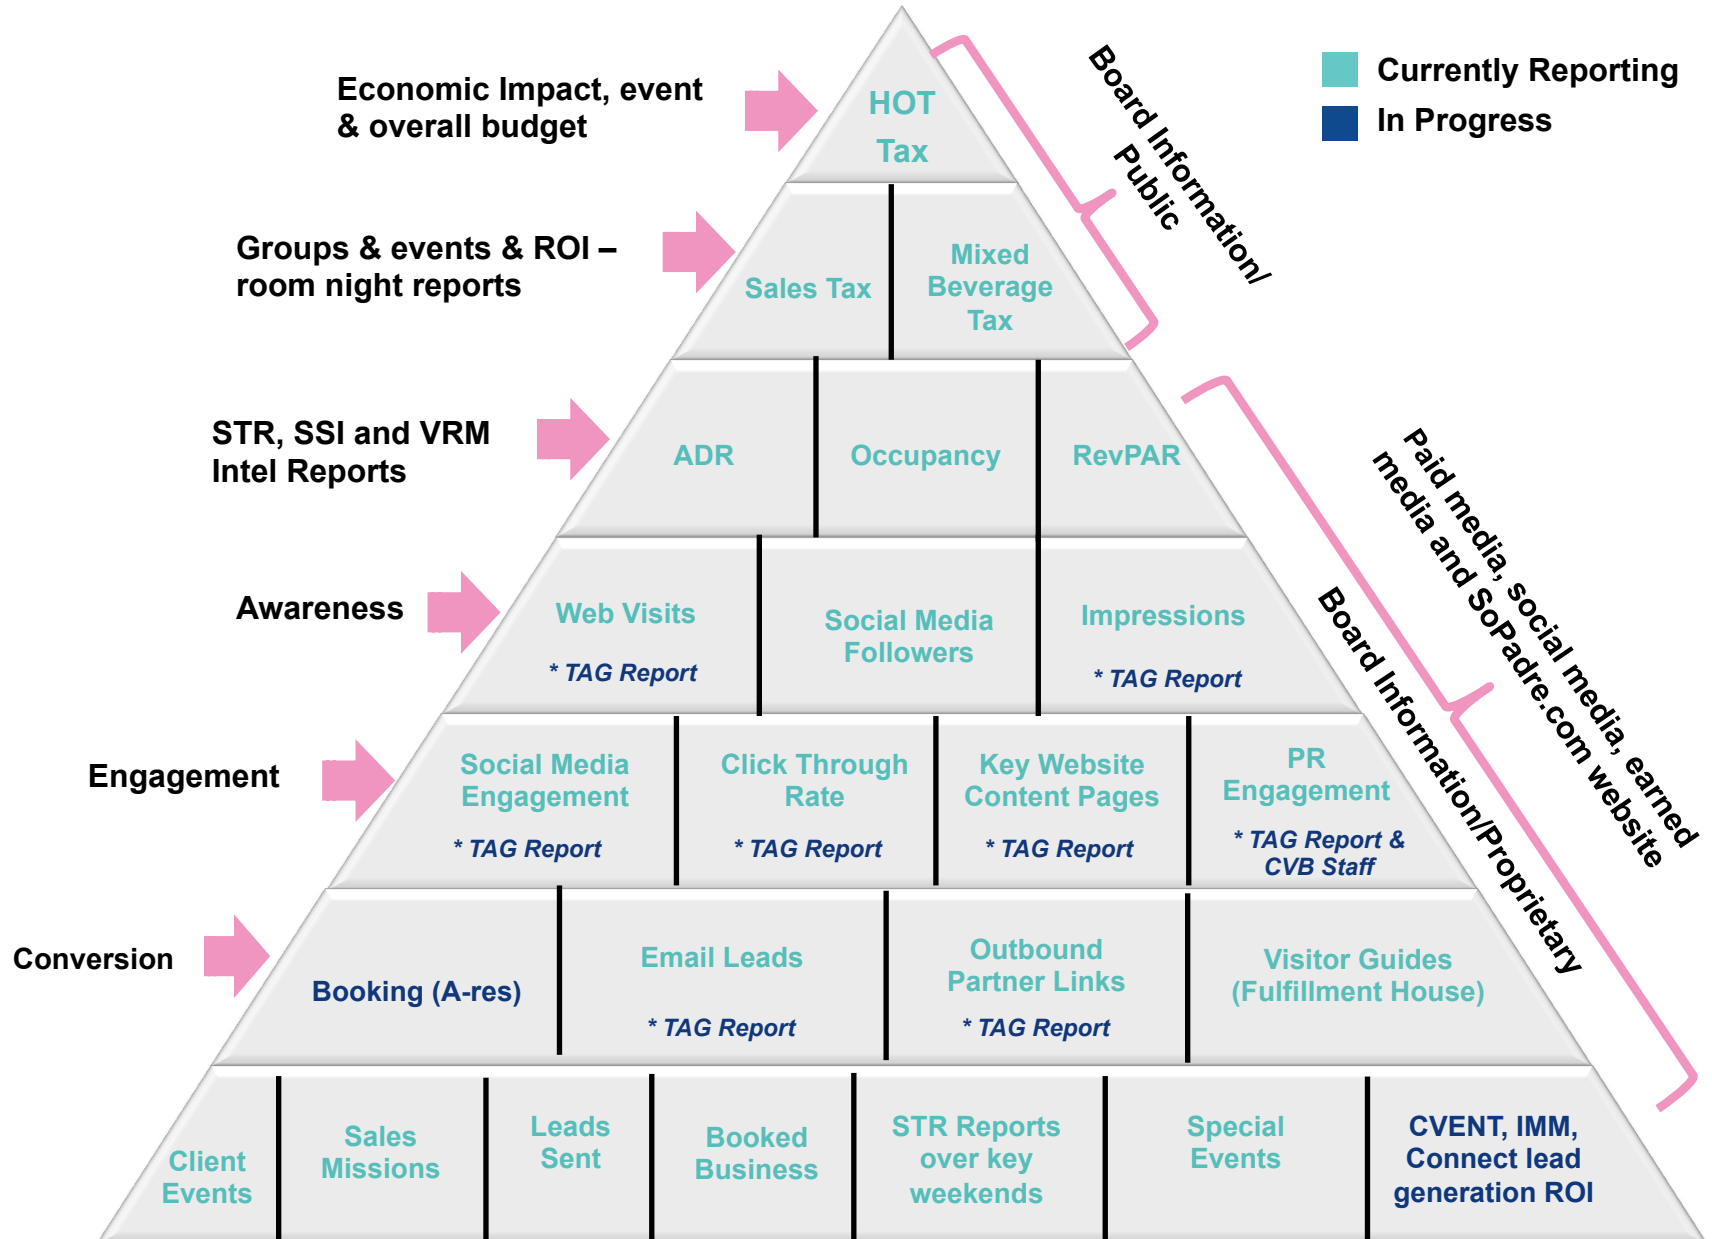 Economic Impact, event
& overall budget
HOT
Tax
Board Information/
Public
Currently Reporting
In Progress
Groups & events & ROI –
room night reports
Sales Tax
Mixed
Beverage
Tax
STR, SSI and VRM
Intel Reports
ADR
Occupancy
RevPAR
Paid media, social media, earned
media and SoPadre.com website
Board Information/Proprietary
Awareness
Web Visits
* TAG Report
Social Media
Followers
Impressions
* TAG Report
Engagement
Social Media
Engagement
* TAG Report
Click Through
Rate
* TAG Report
Key Website
Content Pages
* TAG Report
PR
Engagement
* TAG Report &
CVB Staff
Conversion
Booking (A-res)
Email Leads
* TAG Report
Outbound
Partner Links
* TAG Report
Visitor Guides
(Fulfillment House)
Client
Events
Sales
Missions
Leads
Sent
Booked
Business
STR Reports
over key
weekends
Special
Events
CVENT, IMM,
Connect lead
generation ROI